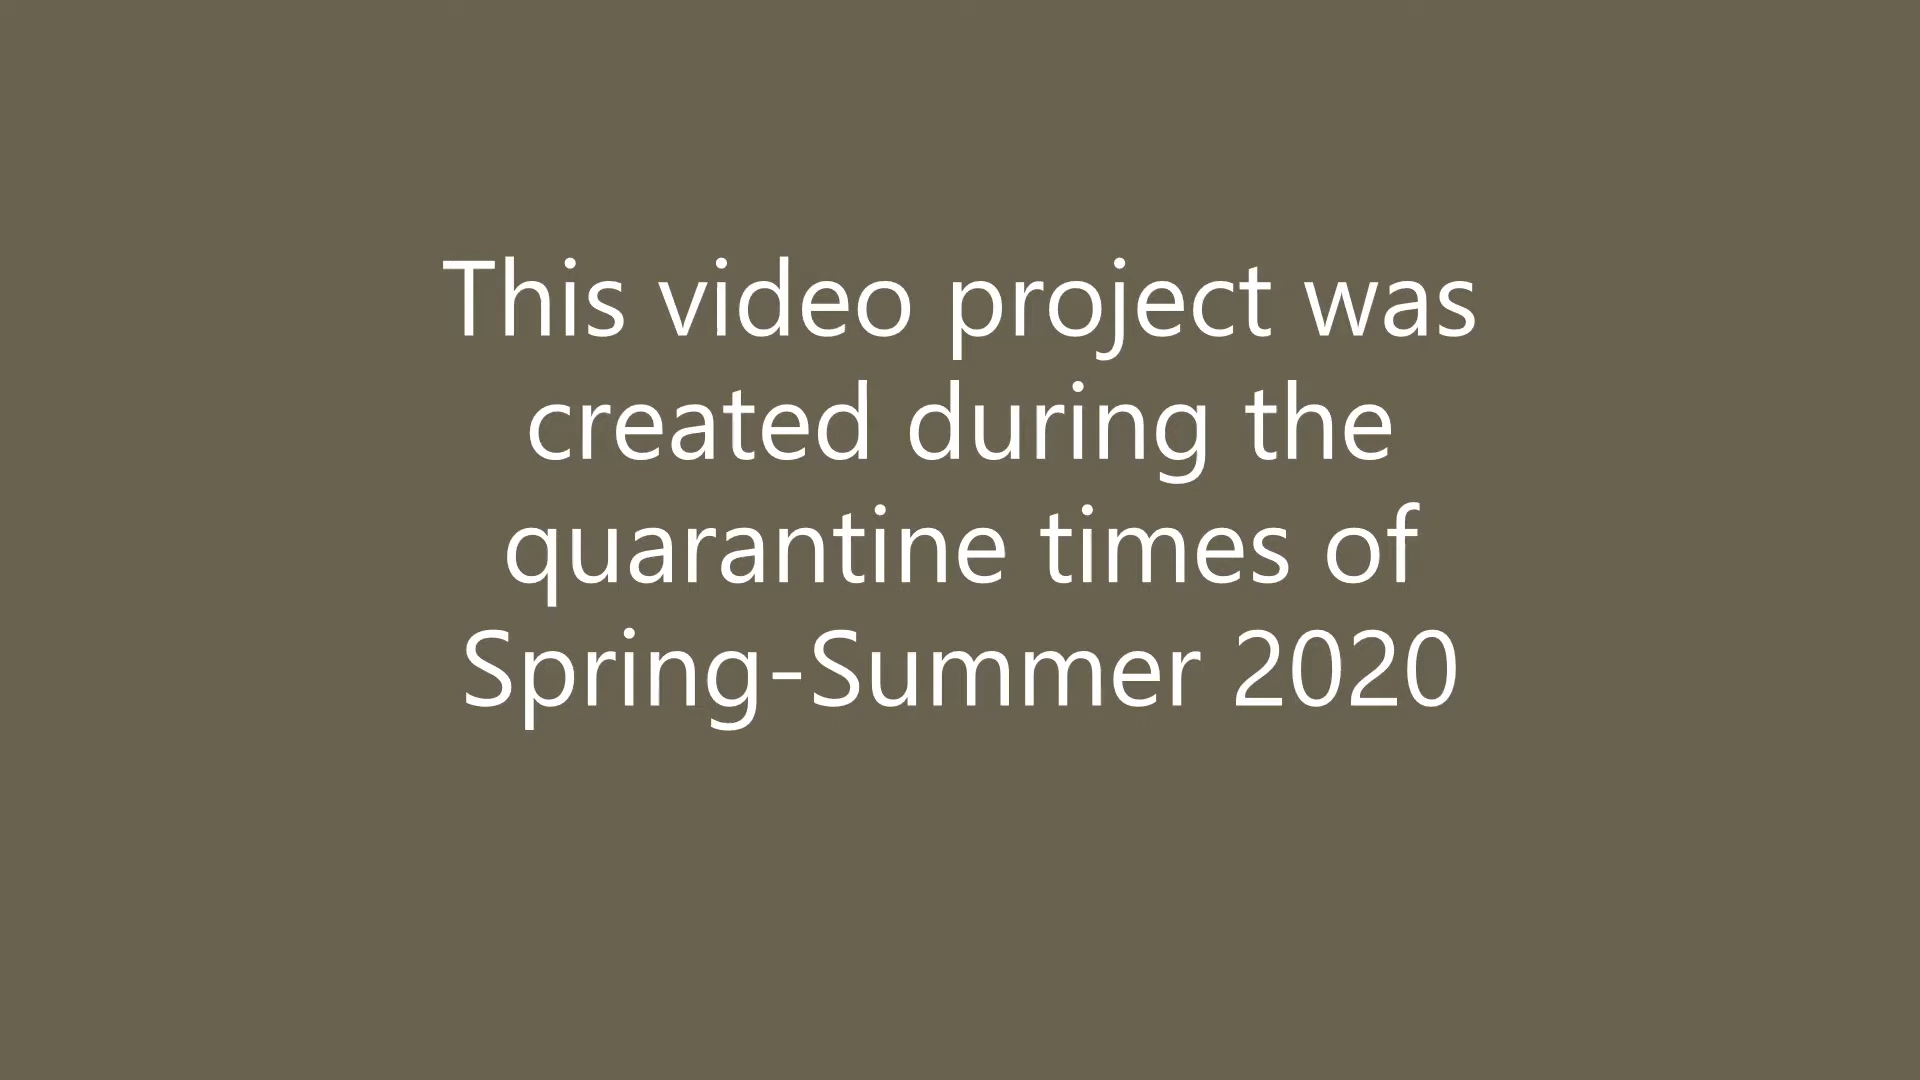 This video project was
created during the
quarantine times of
Spring-Summer 2020